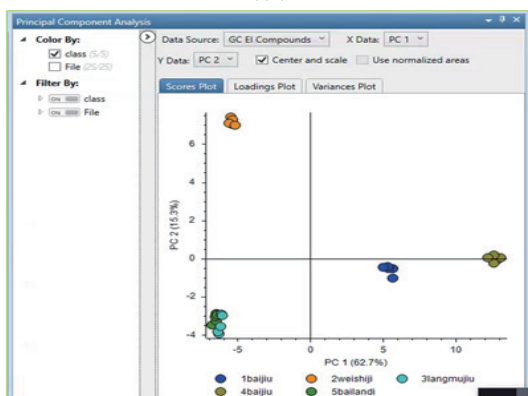 Principal Component Analysis
Color By:
class (5/5)
File (25/25)
Filter By:
ON class
ON File
Data Source: GC EI Compounds X Data: PC 1
Y Data: PC 2 Center and scale Use normalized areas
Scores Plot Loadings Plot Variances Plot
6
4
2
0
-2
-4
PC 2 (15.3%)
-5 0 5 10
PC 1 (62.7%)
1baijiu 2weishiji 3langmujiu
4baijiu 5bailandi